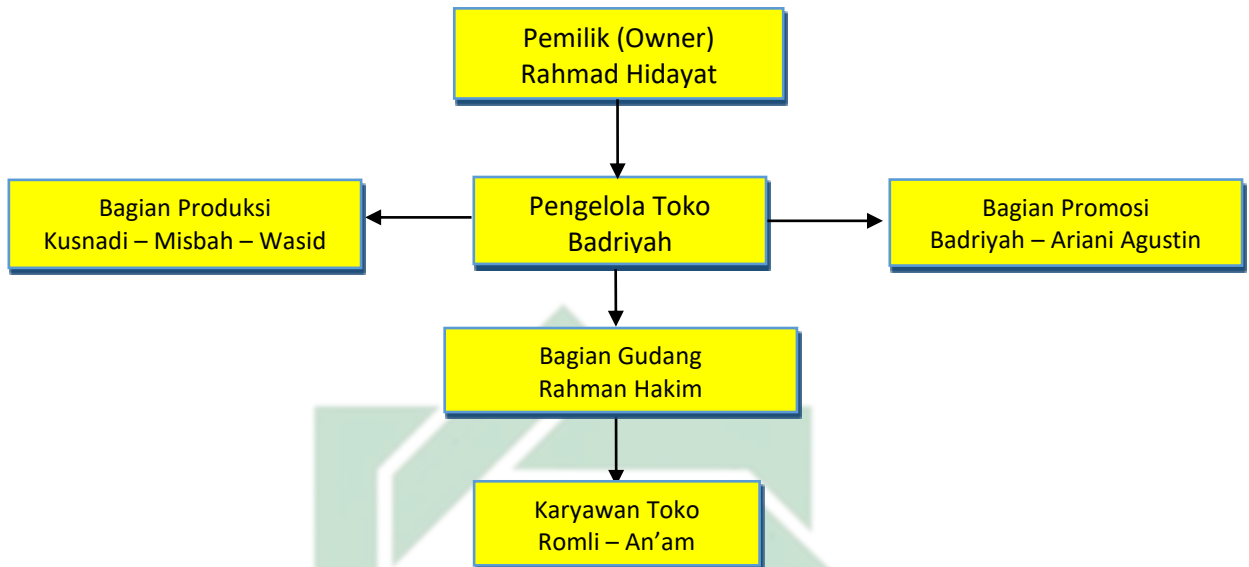 Pemilik (Owner)
Rahmad Hidayat
Bagian Produksi
Kusnadi – Misbah – Wasid
Pengelola Toko
Badriyah
Bagian Promosi
Badriyah – Ariani Agustin
Bagian Gudang
Rahman Hakim
Karyawan Toko
Romli – An’am